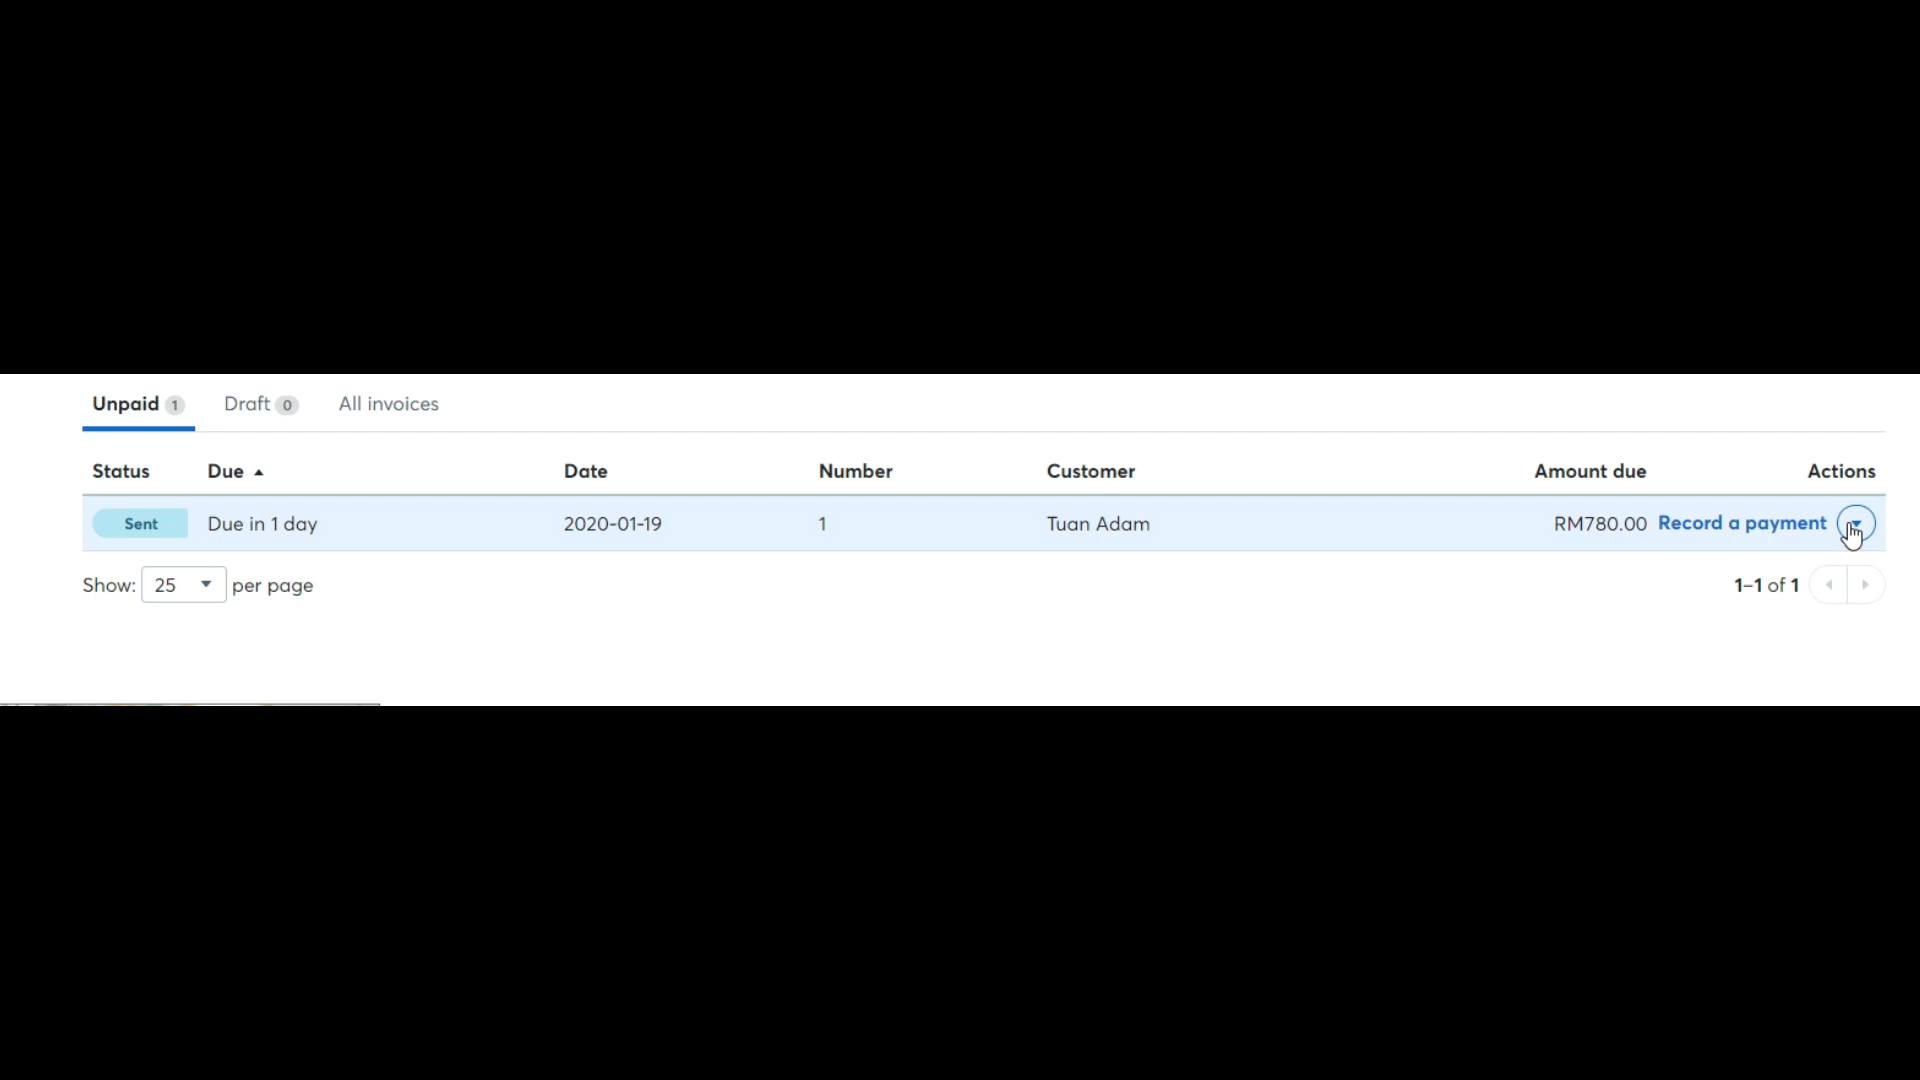 Unpaid 1 Draft 0 All invoices
Status Due Date Number Customer Amount due Actions
Sent Due in 1 day 2020-01-19 1 Tuan Adam RM780.00 Record a payment
Show: 25 per page 1–1 of 1